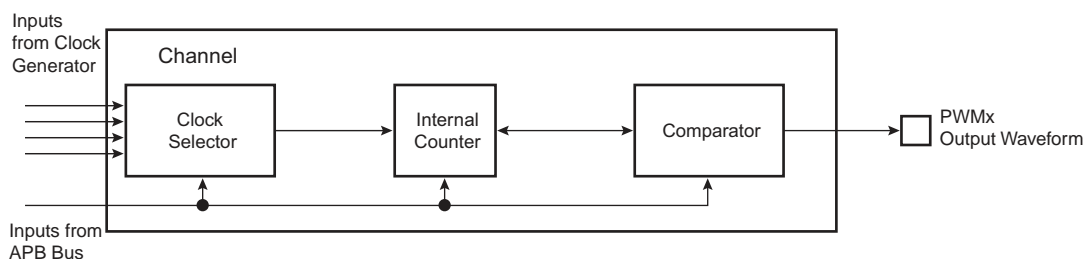 Inputs
from Clock
Generator
Channel
Clock
Selector
Internal
Counter
Comparator
PWMx
Output Waveform
Inputs from
APB Bus